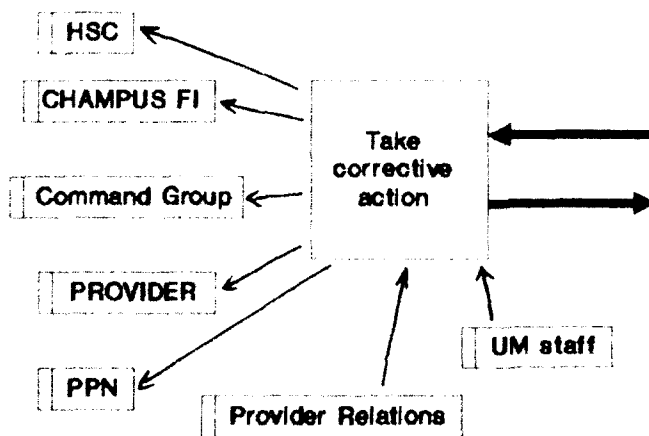 HSC
CHAMPUS FI
Take
corrective
action
Command Group
PROVIDER
UM staff
PPN
Provider Relations